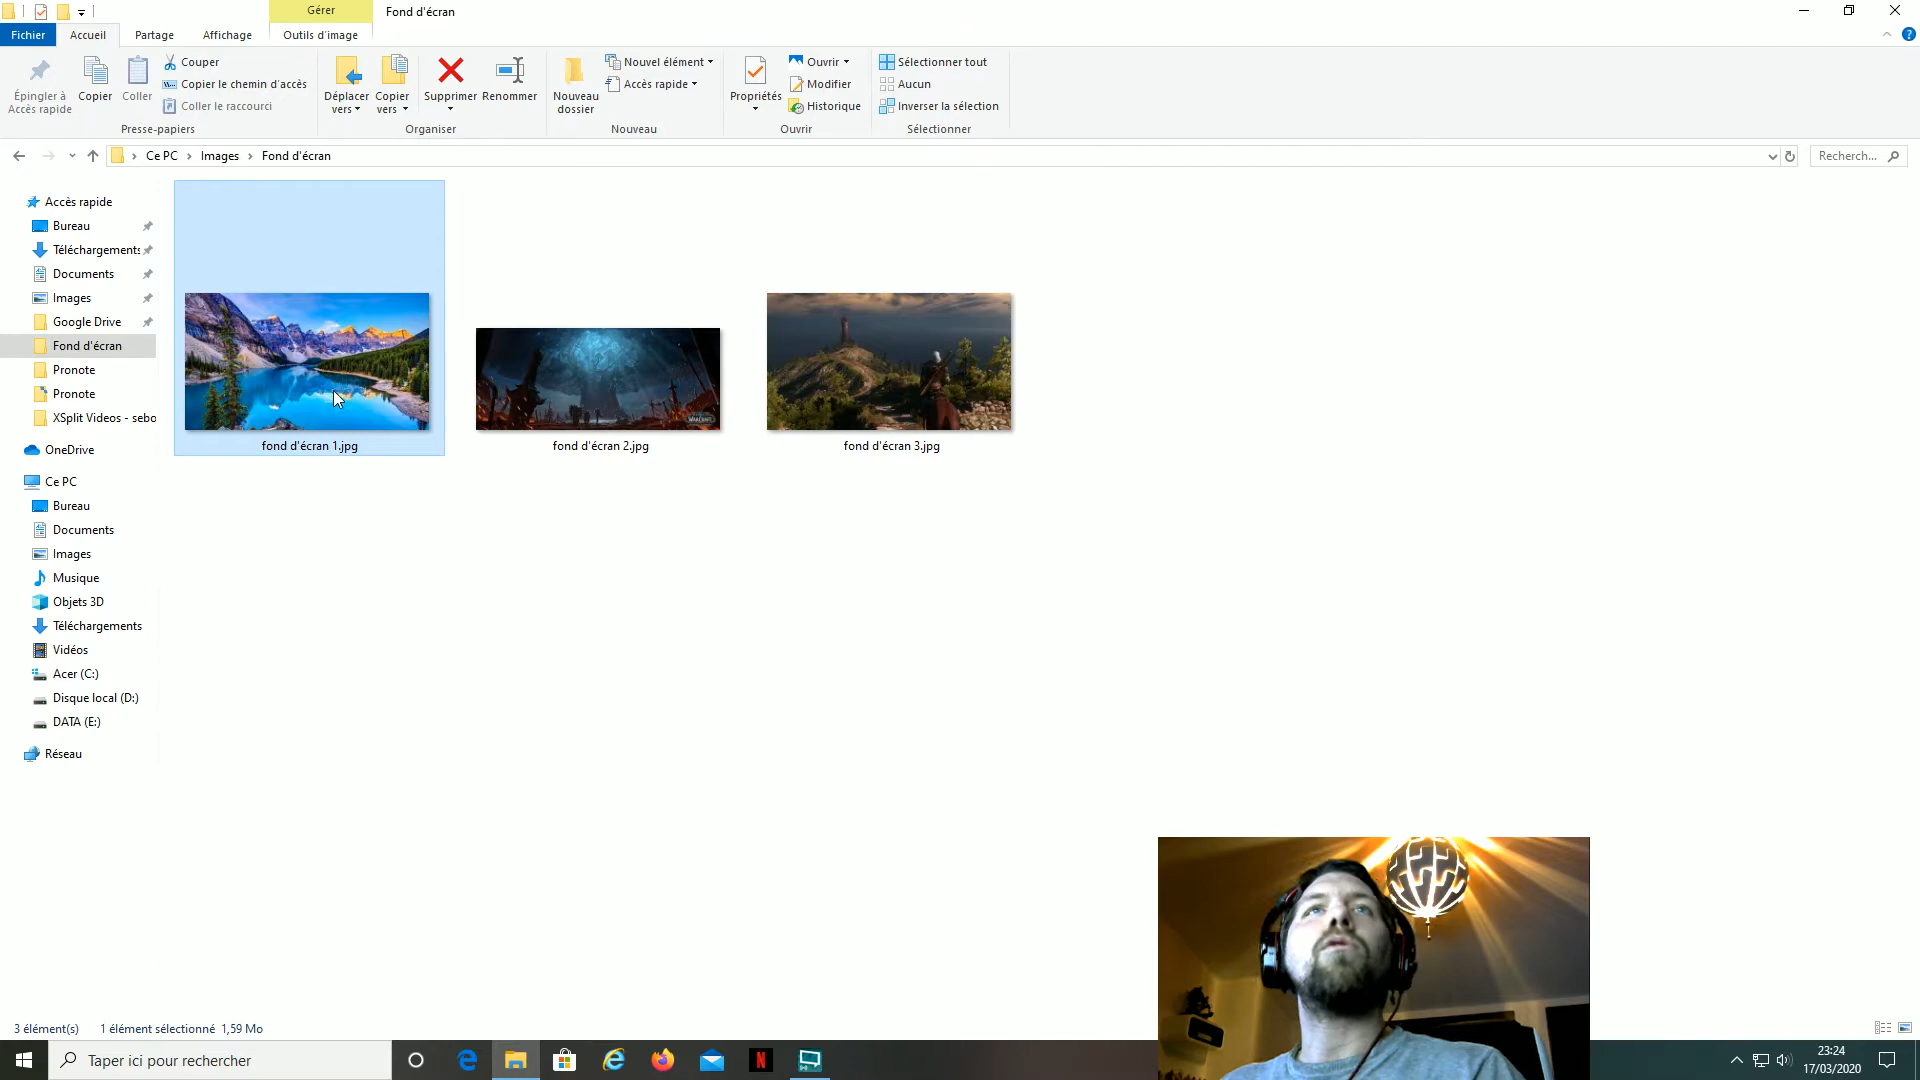 Gérer
Fond d'écran
Fichier
Accueil
Partage
Affichage
Outils d'image
Épingler à
Accès rapide
Copier
Coller
Couper
Copier le chemin d'accès
Coller le raccourci
Presse-papiers
Déplacer
vers
Copier
vers
Supprimer
Renommer
Organiser
Nouveau
dossier
Nouvel élément
Accès rapide
Nouveau
Propriétés
Ouvrir
Modifier
Historique
Ouvrir
Sélectionner tout
Aucun
Inverser la sélection
Sélectionner
Ce PC
Images
Fond d'écran
Recherch...
Accès rapide
Bureau
Téléchargements
Documents
Images
Google Drive
Fond d'écran
Pronote
Pronote
XSplit Videos - sebo
OneDrive
Ce PC
Bureau
Documents
Images
Musique
Objets 3D
Téléchargements
Vidéos
Acer (C:)
Disque local (D:)
DATA (E:)
Réseau
fond d'écran 1.jpg
fond d'écran 2.jpg
fond d'écran 3.jpg
3 élément(s)
1 élément sélectionné 1,59 Mo
Taper ici pour rechercher
23:24
17/03/2020